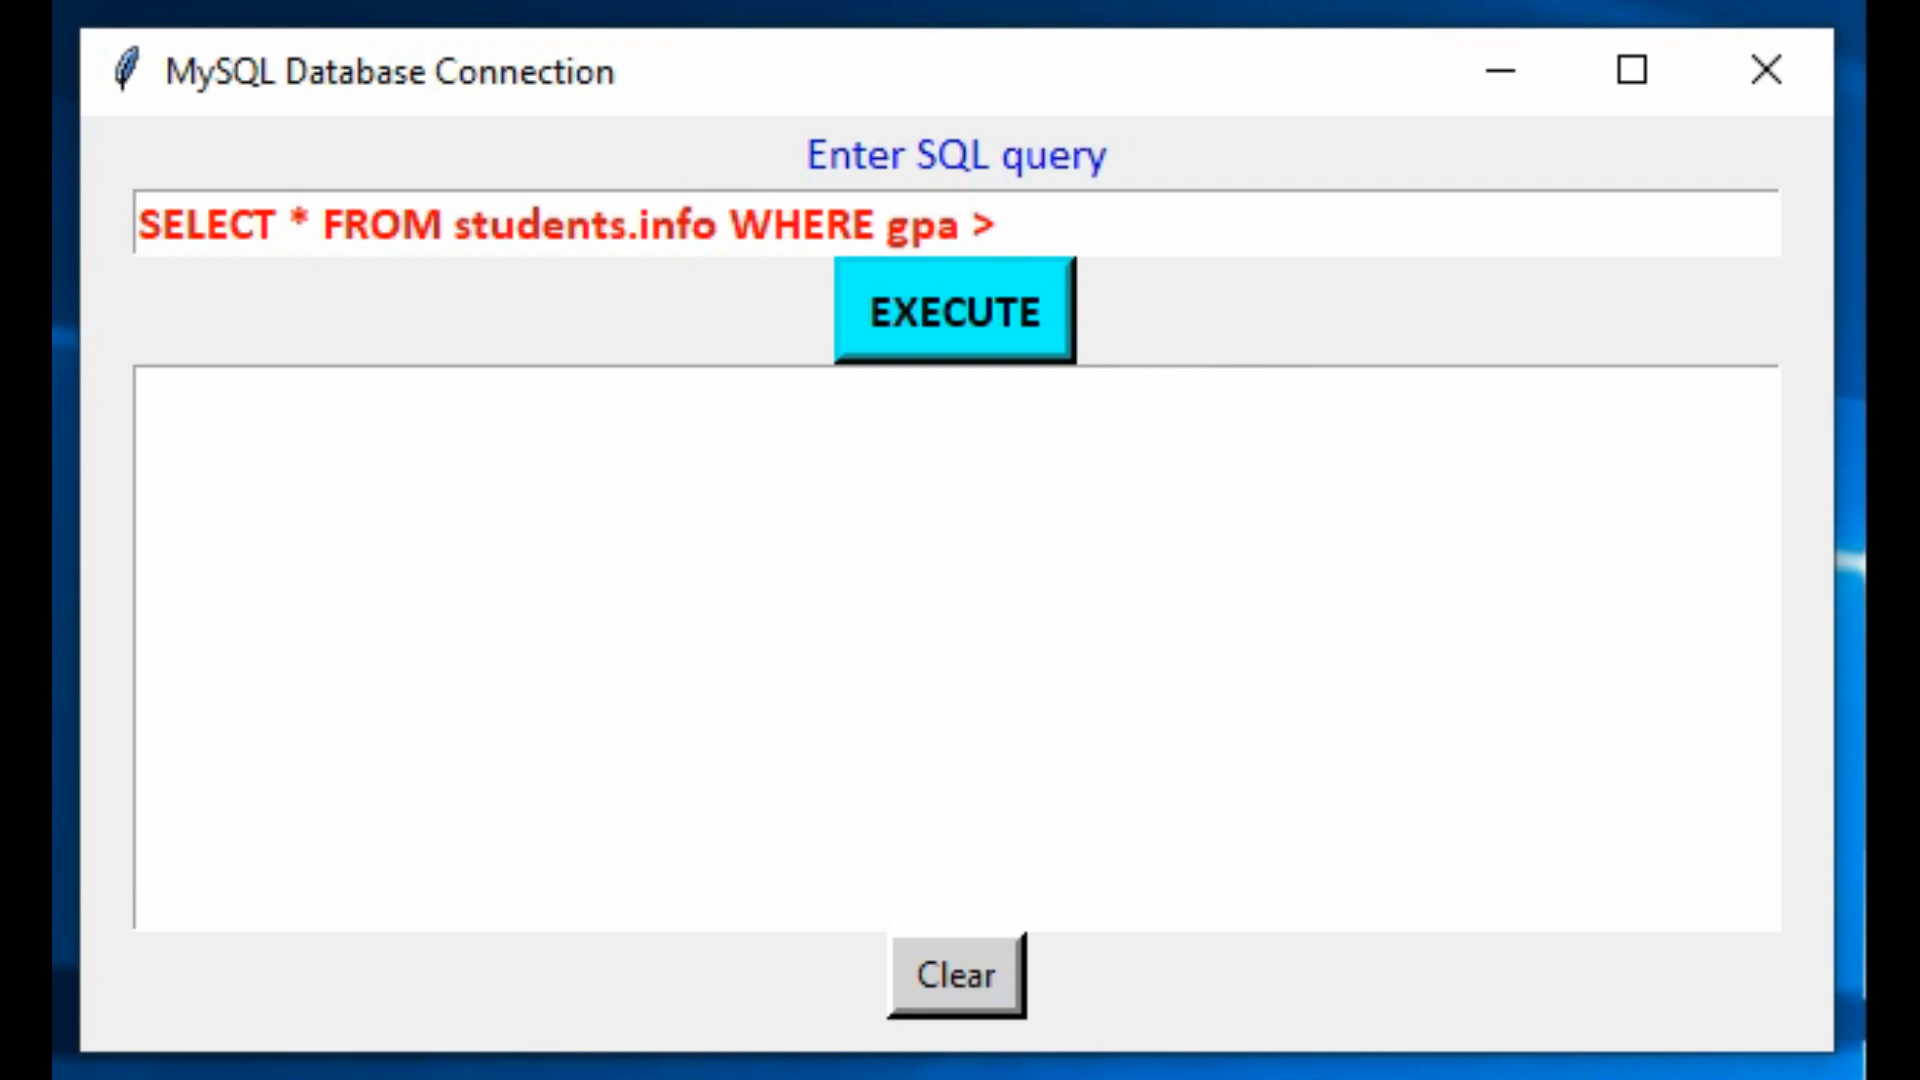 MySQL Database Connection
Enter SQL query
SELECT * FROM students.info WHERE gpa >
EXECUTE
Clear